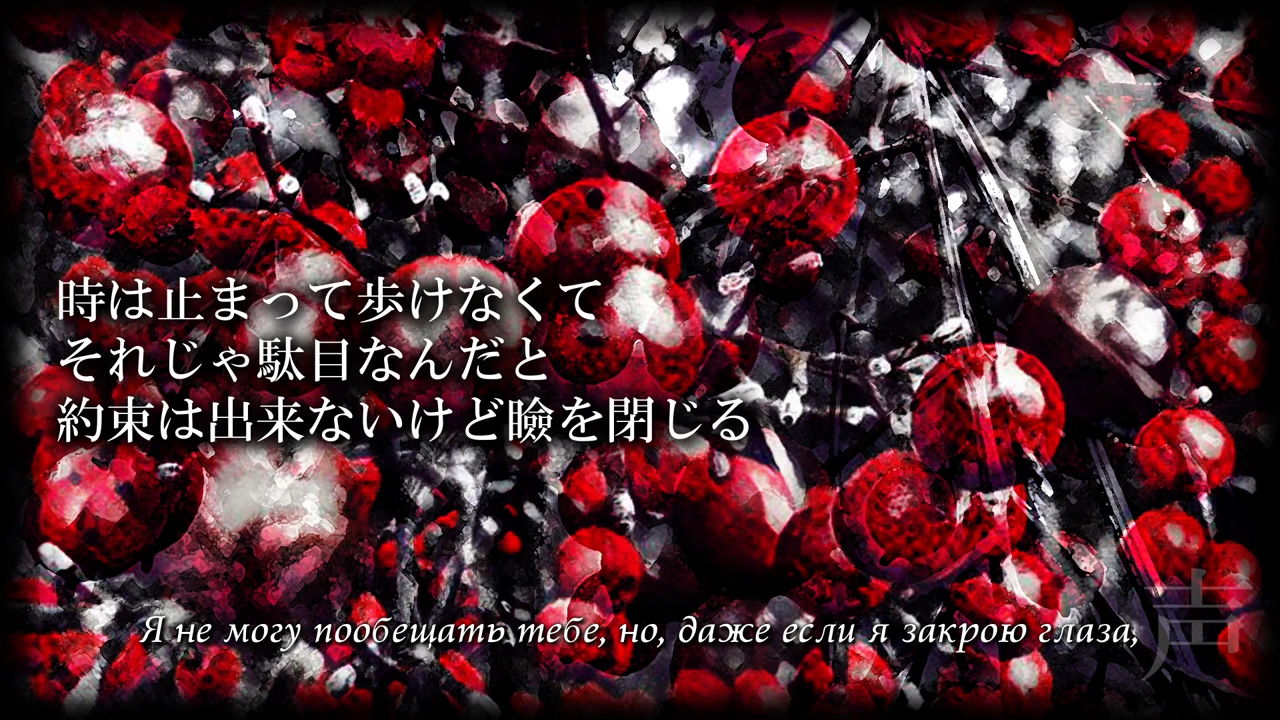 時は止まって歩けなくて
それじゃ駄目なんだと
約束は出来ないけど瞼を閉じる
Я не могу пообещать тебе, но, даже если я закрою глаза,
声